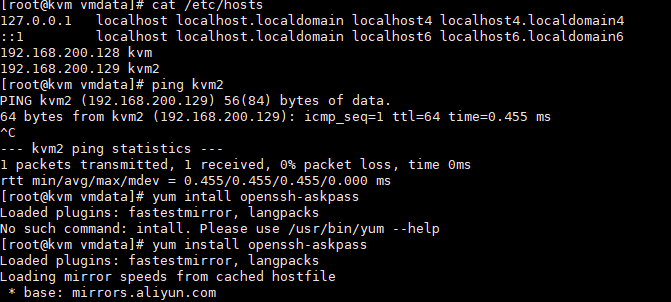 [root@kvm vmdata]# cat /etc/hosts
127.0.0.1   localhost localhost.localdomain localhost4 localhost4.localdomain4
::1         localhost localhost.localdomain localhost6 localhost6.localdomain6
192.168.200.128 kvm
192.168.200.129 kvm2
[root@kvm vmdata]# ping kvm2
PING kvm2 (192.168.200.129) 56(84) bytes of data.
64 bytes from kvm2 (192.168.200.129): icmp_seq=1 ttl=64 time=0.455 ms
^C
--- kvm2 ping statistics ---
1 packets transmitted, 1 received, 0% packet loss, time 0ms
rtt min/avg/max/mdev = 0.455/0.455/0.455/0.000 ms
[root@kvm vmdata]# yum intall openssh-askpass
Loaded plugins: fastestmirror, langpacks
No such command: intall. Please use /usr/bin/yum --help
[root@kvm vmdata]# yum install openssh-askpass
Loaded plugins: fastestmirror, langpacks
Loading mirror speeds from cached hostfile
 * base: mirrors.aliyun.com